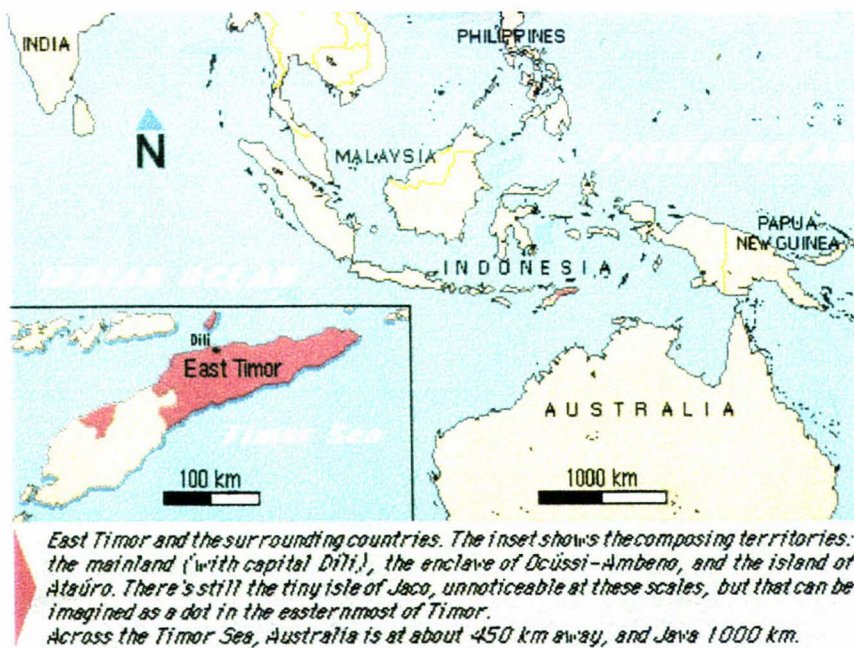 INDIA
PHILIPPINES
N
MALAYSIA
PAPUA
NEW GUINEA
INDONESIA
Dili
East Timor
Timor Sea
AUSTRALIA
100 km
1000 km
East Timor and the surrounding countries. The inset shows the composing territories:
the mainland (with capital Díli), the enclave of Ocússi-Ambeno, and the island of
Ataúro. There's still the tiny isle of Jaco, unnoticeable at these scales, but that can be
imagined as a dot in the easternmost of Timor.
Across the Timor Sea, Australia is at about 450 km away, and Java 1000 km.